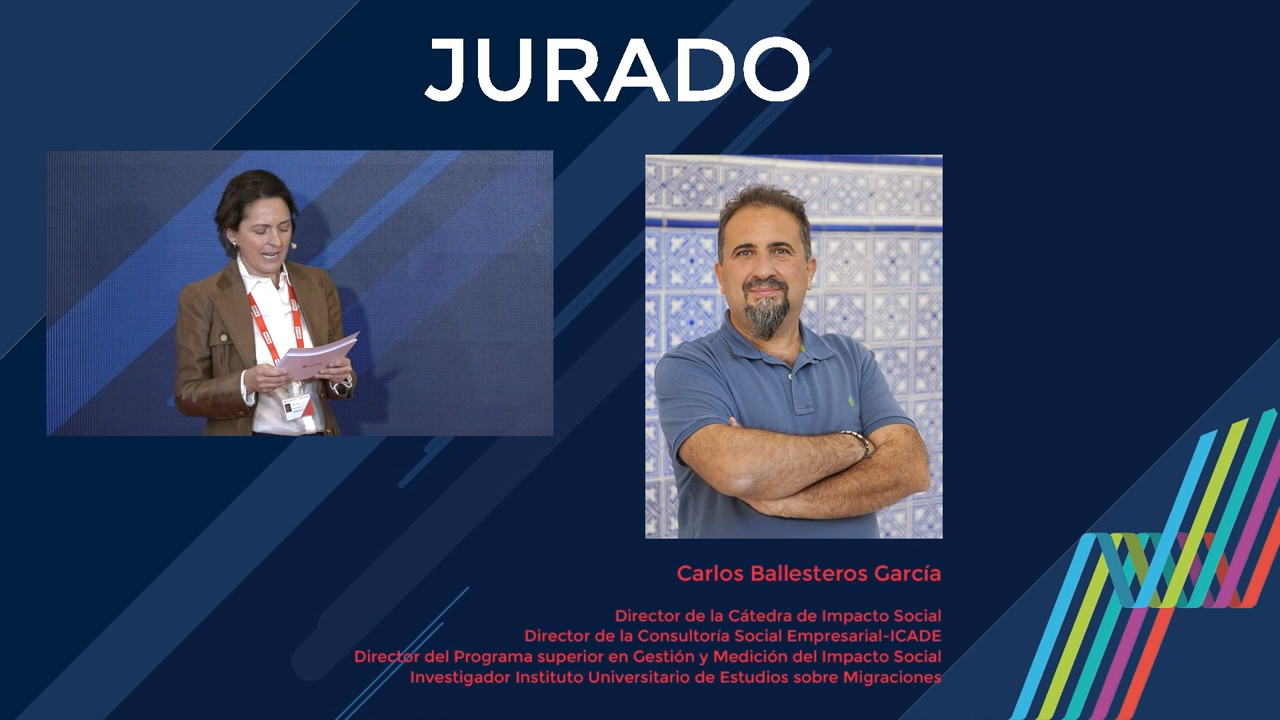 JURADO
Carlos Ballesteros García
Director de la Cátedra de Impacto Social
Director de la Consultoría Social Empresarial-ICADE
Director del Programa superior en Gestión y Medición del Impacto Social
Investigador Instituto Universitario de Estudios sobre Migraciones